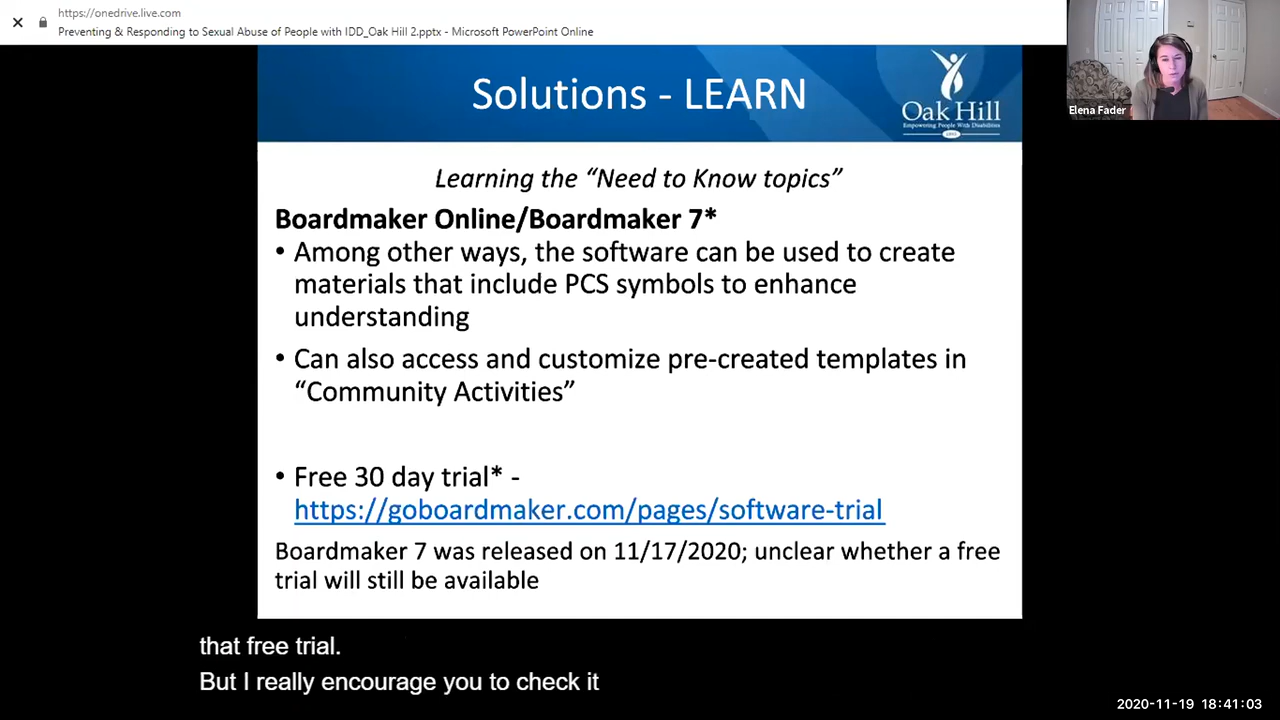 https://onedrive.live.com
Preventing & Responding to Sexual Abuse of People with IDD_Oak Hill 2.pptx - Microsoft PowerPoint Online
Elena Fader
Solutions - LEARN
Oak Hill
Empowering People With Disabilities
Learning the “Need to Know topics”
Boardmaker Online/Boardmaker 7*
• Among other ways, the software can be used to create
materials that include PCS symbols to enhance
understanding
• Can also access and customize pre-created templates in
“Community Activities”
• Free 30 day trial* -
https://goboardmaker.com/pages/software-trial
Boardmaker 7 was released on 11/17/2020; unclear whether a free
trial will still be available
that free trial.
But I really encourage you to check it
2020-11-19 18:41:03